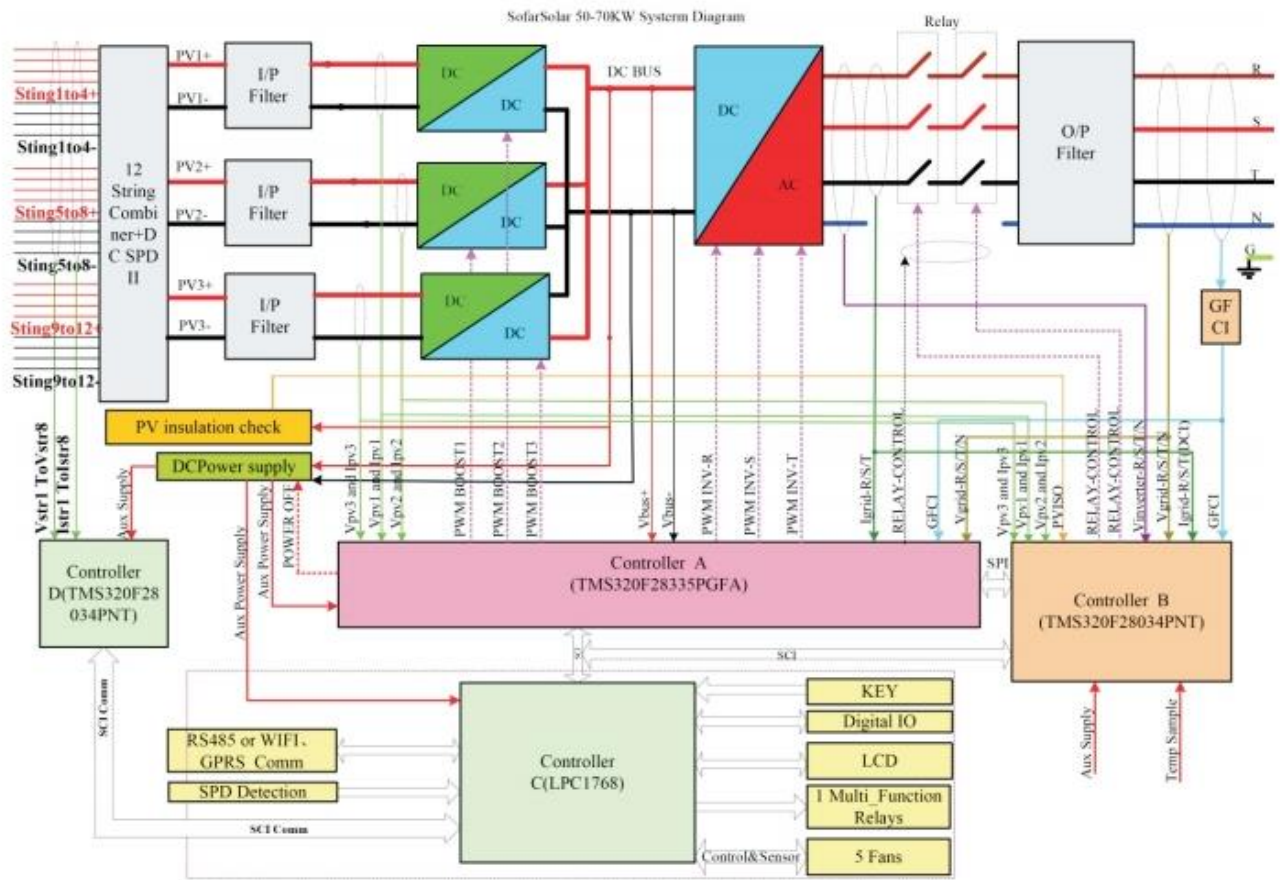 SofarSolar 50-70KW Systerm Diagram
Relay
Sting1to4+
Sting1to4-
Sting5to8+
Sting5to8-
Sting9to12+
Sting9to12-
12
String
Combi
ner+D
C SPD
II
PV1+
PV1-
PV2+
PV2-
PV3+
PV3-
I/P
Filter
I/P
Filter
I/P
Filter
DC
DC
DC
DC
DC
DC
DC BUS
DC
AC
O/P
Filter
R
S
T
N
G
GF
CI
PV insulation check
DCPower supply
Vstr1 ToVstr8
Istr1 ToIstr8
Aux Supply
Aux Power Supply
Aux Power Supply
POWER OFF
Vpv3 and Ipv3
Vpv1 and Ipv1
Vpv2 and Ipv2
PWM BOOST1
PWM BOOST2
PWM BOOST3
Vbus+
Vbus-
PWM INV-R
PWM INV-S
PWM INV-T
Igrid-R/S/T
RELAY-CONTROL
GFCI
Vgrid-R/S/T/N
Vpv3 and Ipv3
Vpv1 and Ipv1
Vpv2 and Ipv2
PVISO
RELAY-CONTROL
RELAY-CONTROL
Vinverter-R/S/T/N
Vgrid-R/S/T/N
Igrid-R/S/T(DCI)
GFCI
Controller
D(TMS320F28
034PNT)
Controller A
(TMS320F28335PGFA)
SPI
Controller B
(TMS320F28034PNT)
SCI
SCI Comm
SCI Comm
Aux Supply
Temp Sample
RS485 or WIFI、
GPRS Comm
SPD Detection
Controller
C(LPC1768)
KEY
Digital IO
LCD
1 Multi_Function
Relays
Control&Sensor
5 Fans